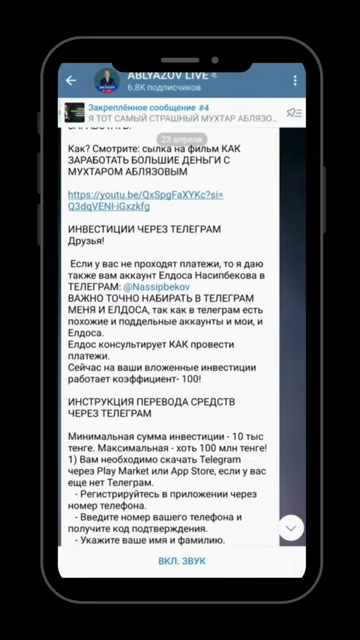 ABLYAZOV LIVE
6.8K подписчиков
Закреплённое сообщение #4
Я ТОТ САМЫЙ СТРАШНЫЙ МУХТАР АБЛЯЗО...
ЗАРАБОТАТЬ.
23 апреля
Как? Смотрите: сылка на фильм КАК
ЗАРАБОТАТЬ БОЛЬШИЕ ДЕНЬГИ С
МУХТАРОМ АБЛЯЗОВЫМ
https://youtu.be/QxSpgFaXYKc?si=
Q3dqVENI-iGxzkfg
ИНВЕСТИЦИИ ЧЕРЕЗ ТЕЛЕГРАМ
Друзья!
Если у вас не проходят платежи, то я даю
также вам аккаунт Елдоса Насипбекова в
ТЕЛЕГРАМ: @Nassipbekov
ВАЖНО ТОЧНО НАБИРАТЬ В ТЕЛЕГРАМ
МЕНЯ И ЕЛДОСА, так как в телеграм есть
похожие и поддельные аккаунты и мои, и
Елдоса.
Елдос консультирует КАК провести
платежи.
Сейчас на ваши вложенные инвестиции
работает коэффициент- 100!
ИНСТРУКЦИЯ ПЕРЕВОДА СРЕДСТВ
ЧЕРЕЗ ТЕЛЕГРАМ
Минимальная сумма инвестиции - 10 тыс
тенге. Максимальная - хоть 100 млн тенге!
1) Вам необходимо скачать Telegram
через Play Market или App Store, если у вас
еще нет Телеграм.
- Регистрируйтесь в приложении через
номер телефона.
- Введите номер вашего телефона и
получите код подтверждения.
- Укажите ваше имя и фамилию.
ВКЛ. ЗВУК